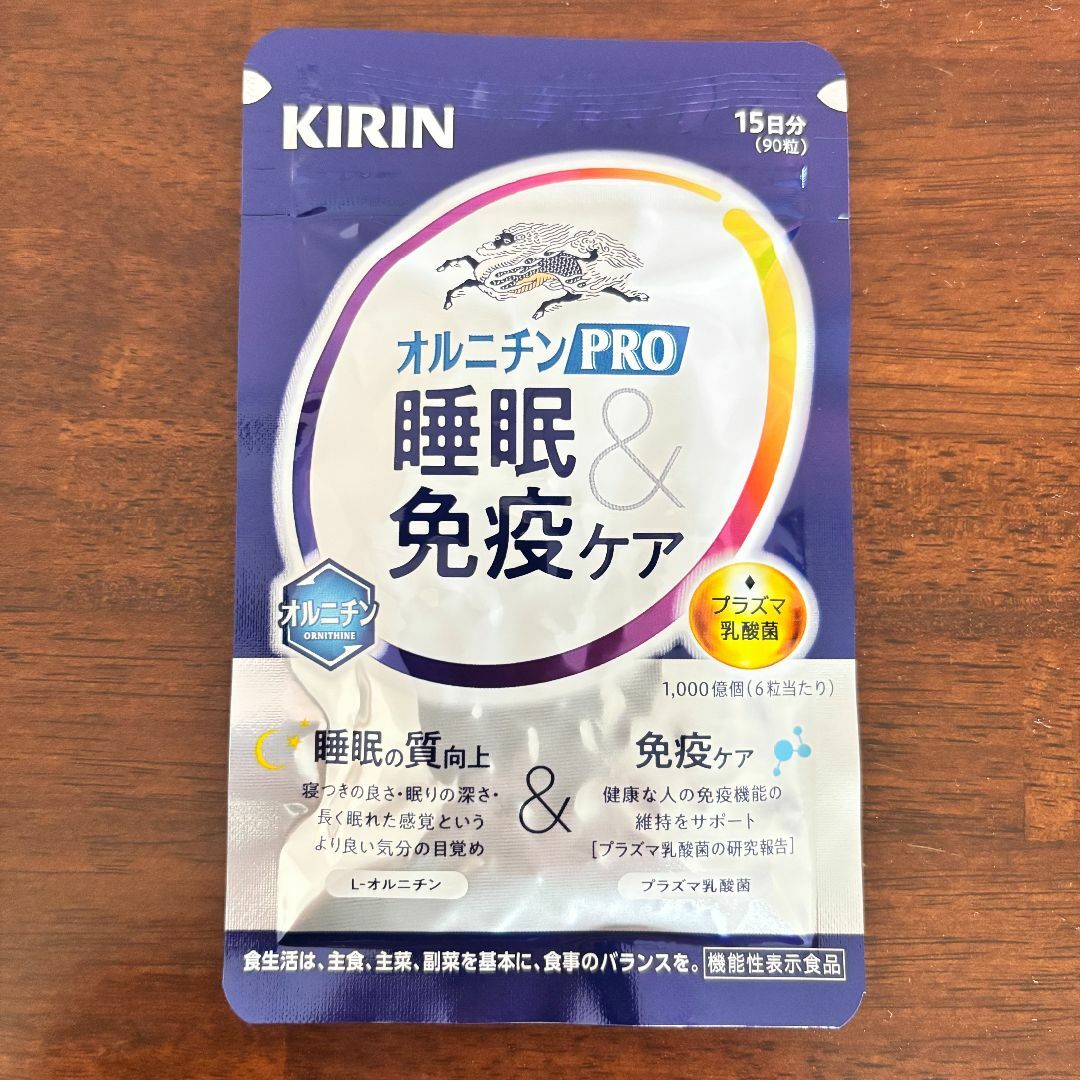 KIRIN
15日分
(90粒)
オルニチンPRO
睡眠&
免疫ケア
オルニチン
ORNITHINE
プラズマ
乳酸菌
1,000億個(6粒当たり)
睡眠の質向上
寝つきの良さ・眠りの深さ・
長く眠れた感覚という
より良い気分の目覚め
L-オルニチン
&
免疫ケア
健康な人の免疫機能の
維持をサポート
[プラズマ乳酸菌の研究報告]
プラズマ乳酸菌
食生活は、主食、主菜、副菜を基本に、食事のバランスを。機能性表示食品